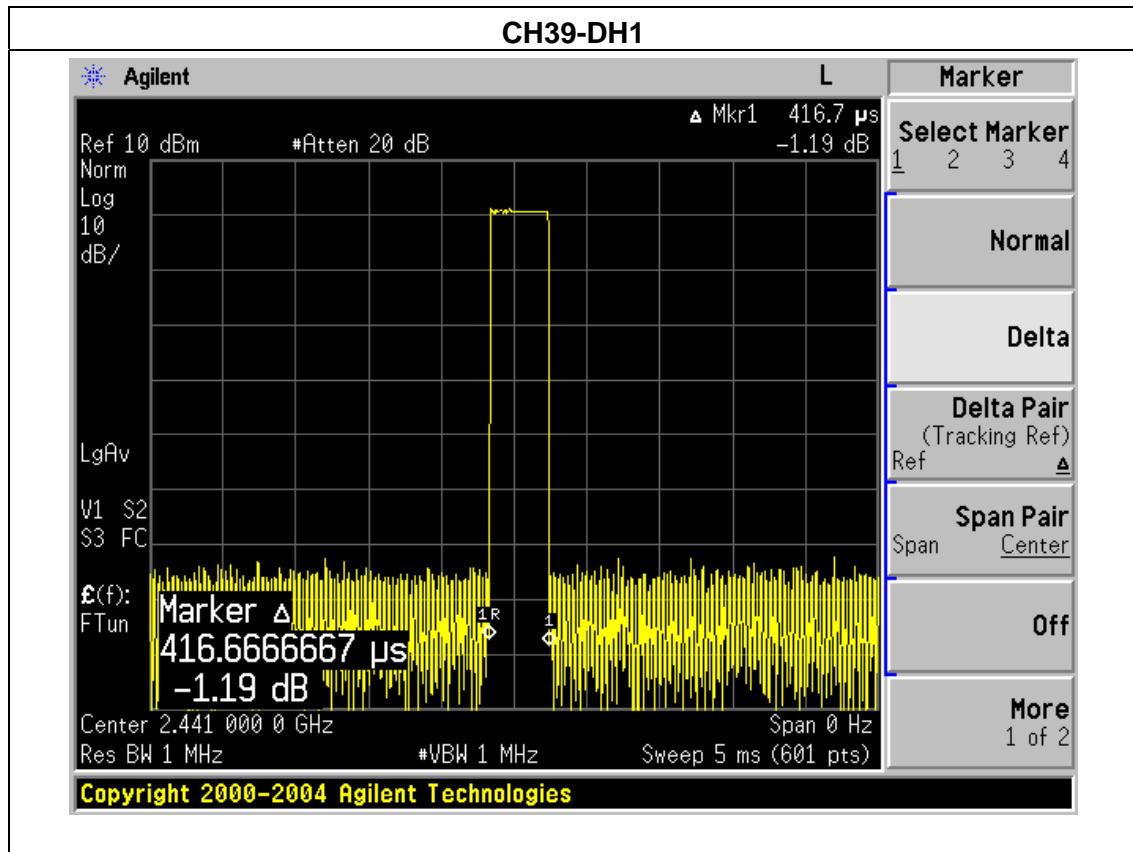 CH39-DH1
Agilent L Marker
Δ Mkr1 416.7 µs
Ref 10 dBm #Atten 20 dB -1.19 dB
Norm
Log
10
dB/
LgAv
V1 S2
S3 FC
£(f):
FTun
1R 1
Marker Δ
416.6666667 µs
-1.19 dB
Center 2.441 000 0 GHz Span 0 Hz
Res BW 1 MHz #VBW 1 MHz Sweep 5 ms (601 pts)
Select Marker
1 2 3 4
Normal
Delta
Delta Pair
(Tracking Ref)
Ref Δ
Span Pair
Span Center
Off
More
1 of 2
Copyright 2000-2004 Agilent Technologies